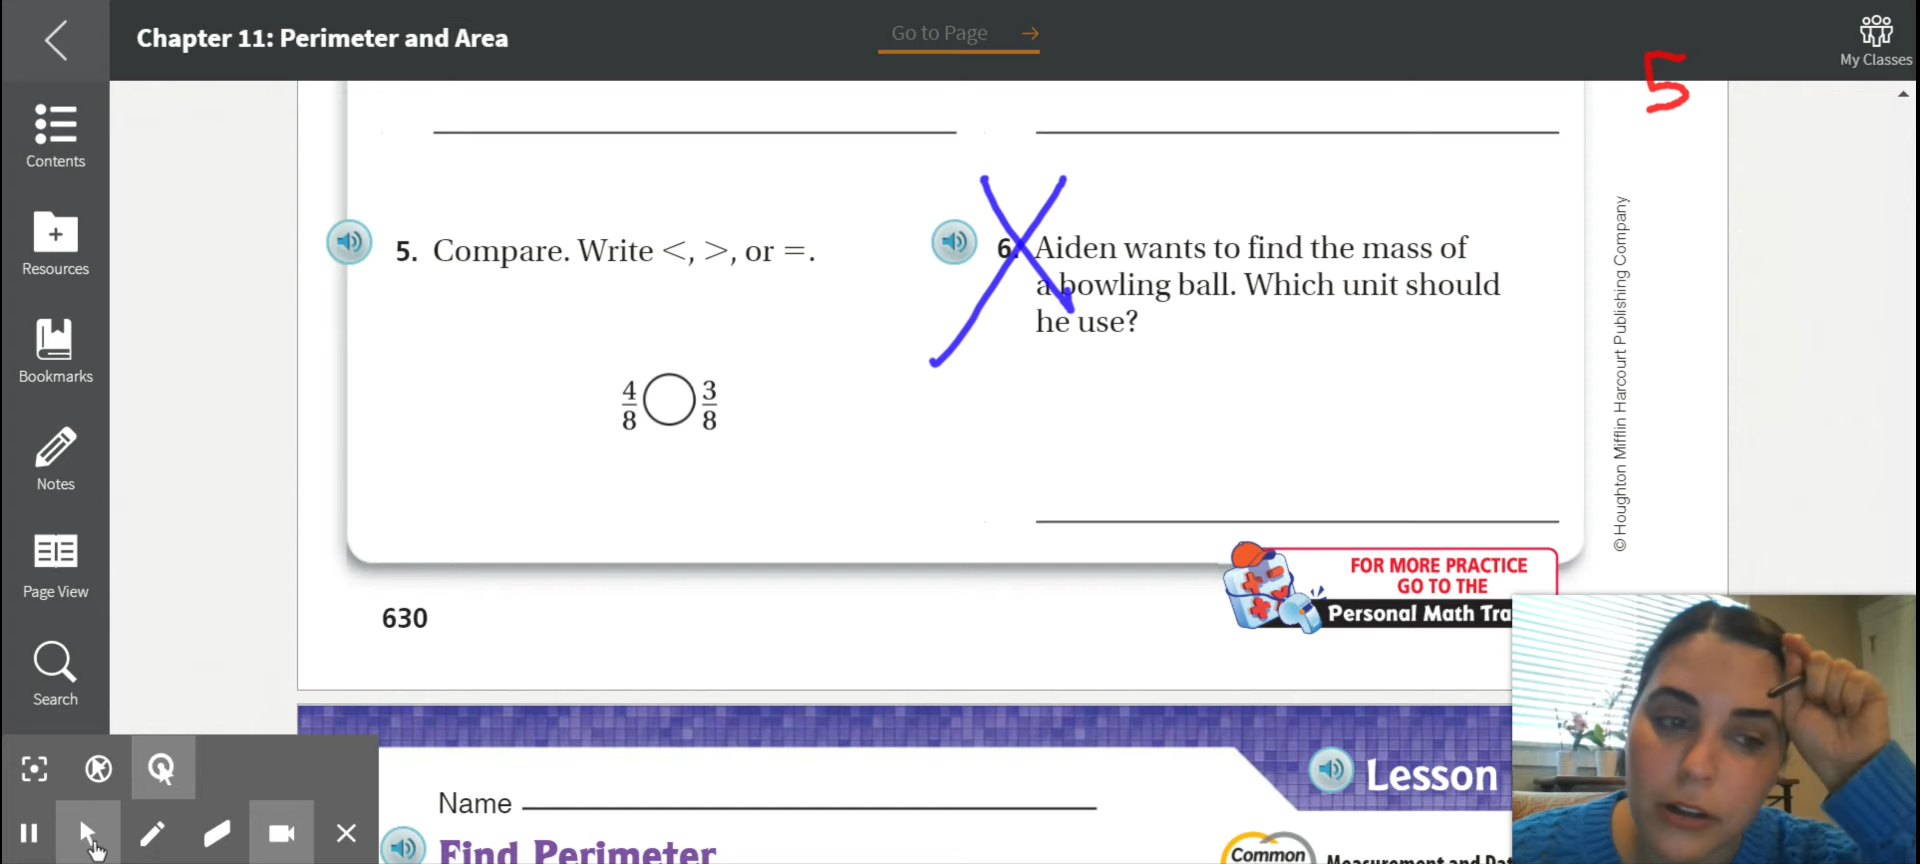 Chapter 11: Perimeter and Area
Go to Page →
My Classes
5
Contents
Resources
Bookmarks
Notes
Page View
Search
5. Compare. Write <, >, or =.
4/8 3/8
6. Aiden wants to find the mass of
a bowling ball. Which unit should
he use?
© Houghton Mifflin Harcourt Publishing Company
FOR MORE PRACTICE
GO TO THE
Personal Math Tra
630
Lesson
Name
Find Perimeter
Common
Measurement and Dat